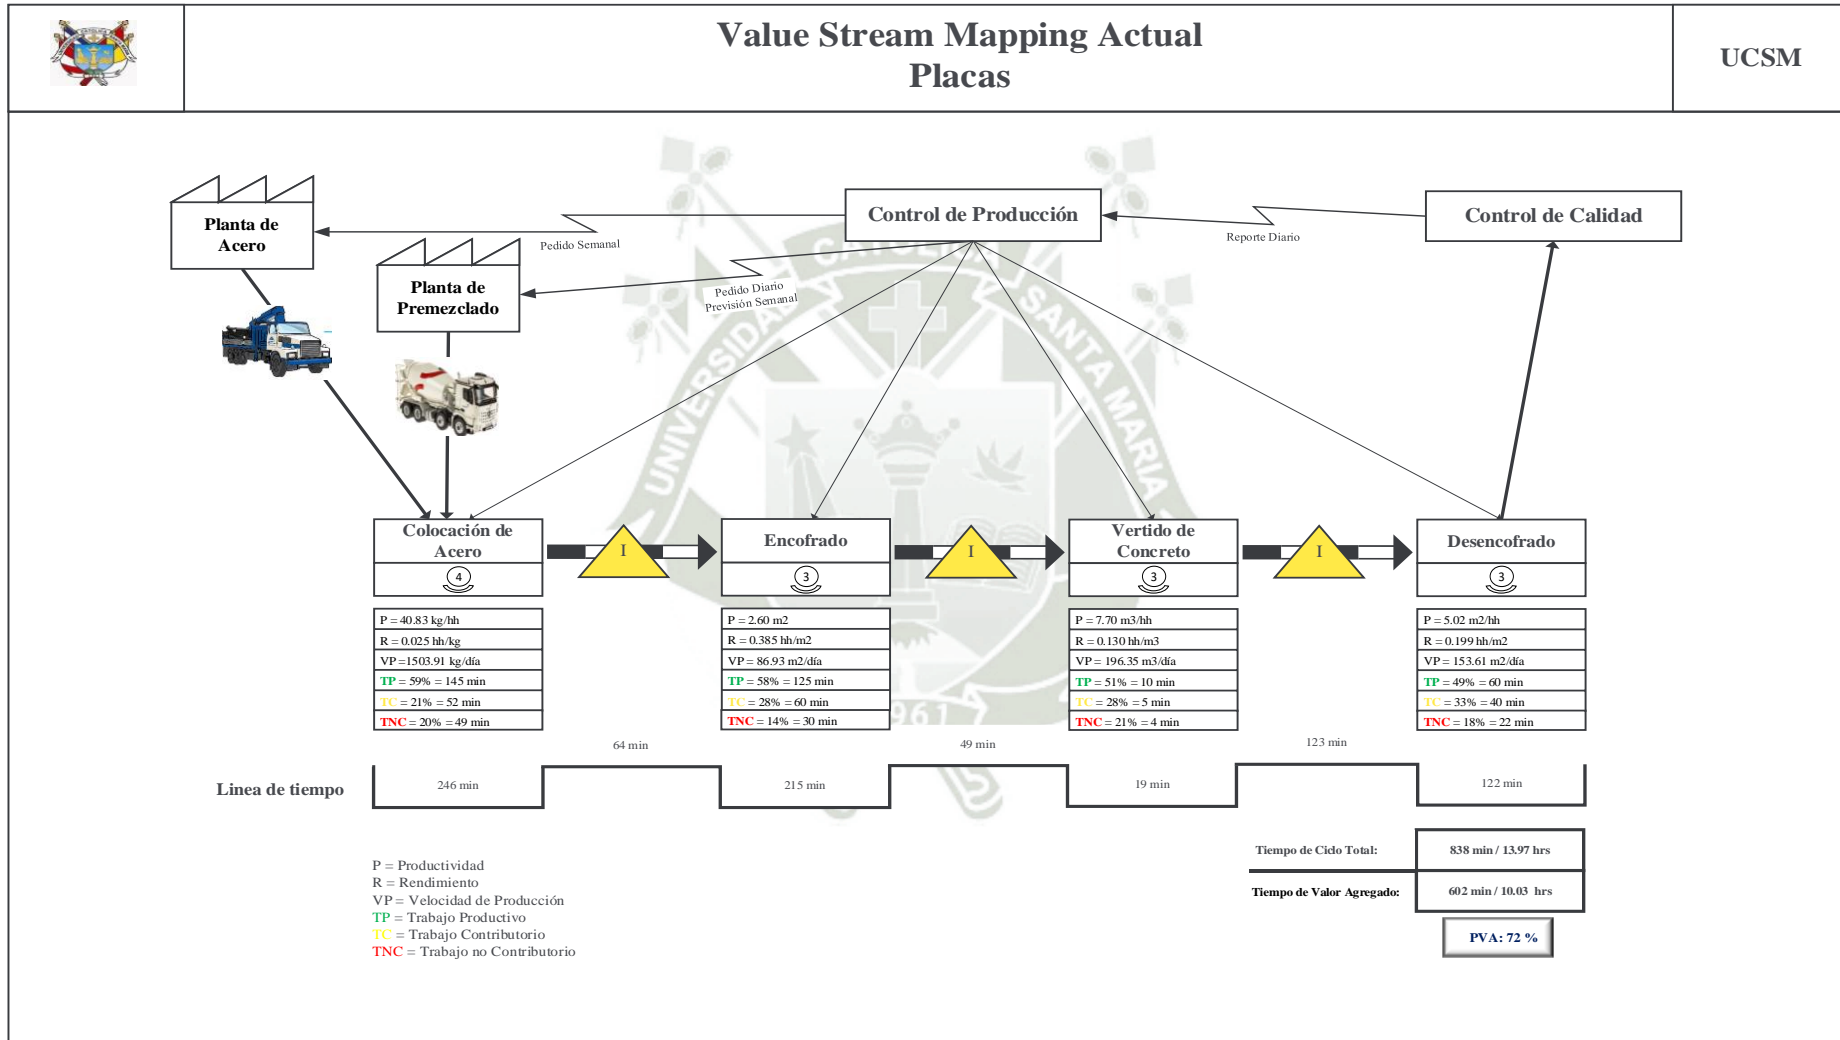 Value Stream Mapping Actual
Placas
UCSM
Planta de
Acero
Planta de
Premezclado
Control de Producción
Control de Calidad
Pedido Semanal
Pedido Diario
Previsión Semanal
Reporte Diario
UNIVERSIDAD CATOLICA SANTA MARIA
1961
Colocación de
Acero
4
I
Encofrado
3
I
Vertido de
Concreto
3
I
Desencofrado
3
P = 40.83 kg/hh
R = 0.025 hh/kg
VP =1503.91 kg/día
TP = 59% = 145 min
TC = 21% = 52 min
TNC = 20% = 49 min
P = 2.60 m2
R = 0.385 hh/m2
VP = 86.93 m2/día
TP = 58% = 125 min
TC = 28% = 60 min
TNC = 14% = 30 min
P = 7.70 m3/hh
R = 0.130 hh/m3
VP = 196.35 m3/día
TP = 51% = 10 min
TC = 28% = 5 min
TNC = 21% = 4 min
P = 5.02 m2/hh
R = 0.199 hh/m2
VP = 153.61 m2/día
TP = 49% = 60 min
TC = 33% = 40 min
TNC = 18% = 22 min
64 min
49 min
123 min
Linea de tiempo
246 min
215 min
19 min
122 min
P = Productividad
R = Rendimiento
VP = Velocidad de Producción
TP = Trabajo Productivo
TC = Trabajo Contributorio
TNC = Trabajo no Contributorio
Tiempo de Ciclo Total:
838 min / 13.97 hrs
Tiempo de Valor Agregado:
602 min / 10.03 hrs
PVA: 72 %